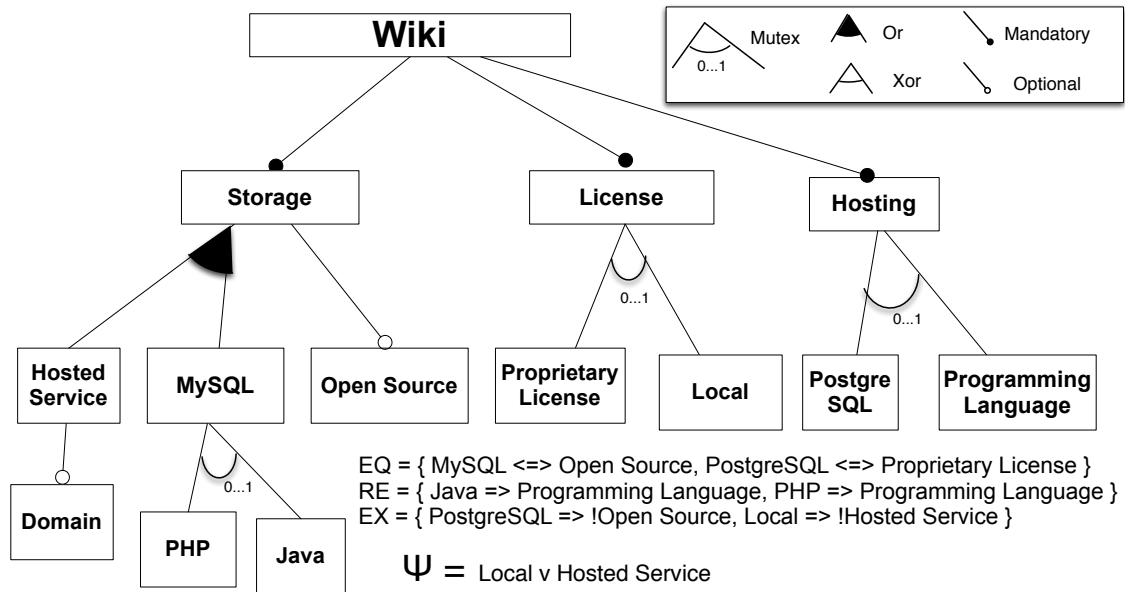 Wiki
Mutex
0...1
Or
Xor
Mandatory
Optional
Storage
License
Hosting
0...1
0...1
Hosted
Service
MySQL
Open Source
Proprietary
License
Local
Postgre
SQL
Programming
Language
0...1
Domain
PHP
Java
EQ = { MySQL <=> Open Source, PostgreSQL <=> Proprietary License }
RE = { Java => Programming Language, PHP => Programming Language }
EX = { PostgreSQL => !Open Source, Local => !Hosted Service }
Ψ = Local v Hosted Service